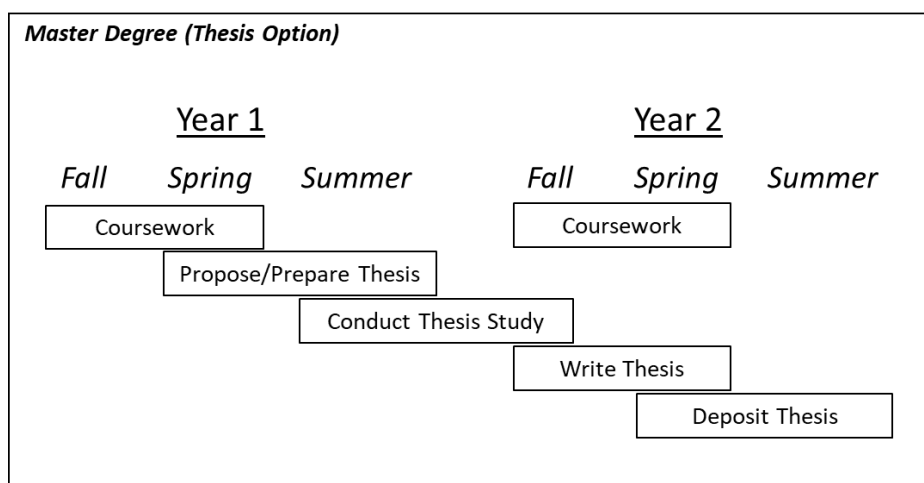 Master Degree (Thesis Option)
Year 1 Year 2
Fall Spring Summer Fall Spring Summer
Coursework Coursework
Propose/Prepare Thesis
Conduct Thesis Study
Write Thesis
Deposit Thesis